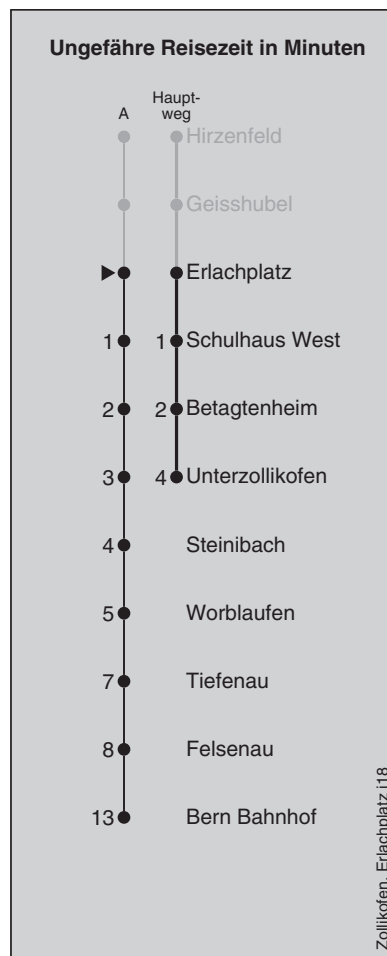 Ungefähre Reisezeit in Minuten
A Haupt-
weg
Hirzenfeld
Geisshubel
Erlachplatz
1 1 Schulhaus West
2 2 Betagtenheim
3 4 Unterzollikofen
4 Steinibach
5 Worblaufen
7 Tiefenau
8 Felsenau
13 Bern Bahnhof
Zollikofen, Erlachplatz j18